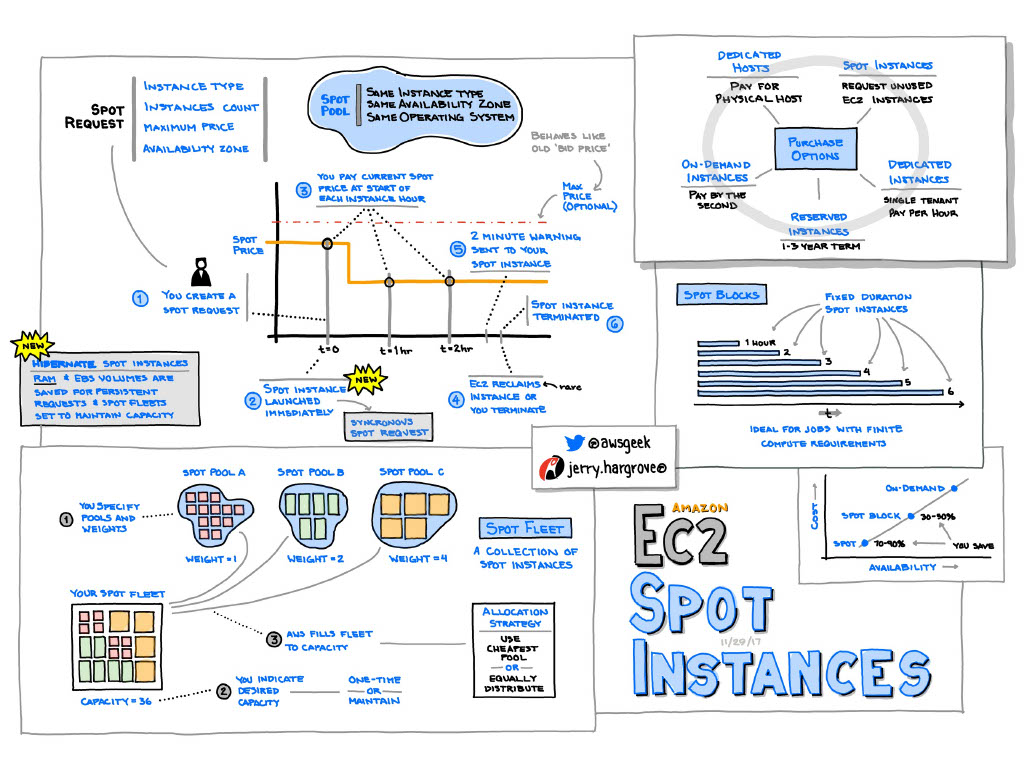 SPOT
REQUEST
INSTANCE TYPE
INSTANCES COUNT
MAXIMUM PRICE
AVAILABILITY ZONE
SPOT
POOL
SAME INSTANCE TYPE
SAME AVAILABILITY ZONE
SAME OPERATING SYSTEM
BEHAVES LIKE
OLD 'BID PRICE'
3
YOU PAY CURRENT SPOT
PRICE AT START OF
EACH INSTANCE HOUR
MAX
PRICE
(OPTIONAL)
SPOT
PRICE
5
2 MINUTE WARNING
SENT TO YOUR
SPOT INSTANCE
1
YOU CREATE A
SPOT REQUEST
SPOT INSTANCE
TERMINATED
6
t=0
t=1hr
t=2hr
NEW
HIBERNATE SPOT INSTANCES
RAM & EBS VOLUMES ARE
SAVED FOR PERSISTENT
REQUESTS & SPOT FLEETS
SET TO MAINTAIN CAPACITY
2
SPOT INSTANCE
LAUNCHED
IMMEDIATELY
NEW
SYNCRONOUS
SPOT REQUEST
4
EC2 RECLAIMS
INSTANCE OR
YOU TERMINATE
rare
DEDICATED
HOSTS
PAY FOR
PHYSICAL HOST
SPOT INSTANCES
REQUEST UNUSED
EC2 INSTANCES
PURCHASE
OPTIONS
ON-DEMAND
INSTANCES
PAY BY THE
SECOND
DEDICATED
INSTANCES
SINGLE TENANT
PAY PER HOUR
RESERVED
INSTANCES
1-3 YEAR TERM
SPOT BLOCKS
FIXED DURATION
SPOT INSTANCES
1 HOUR
2
3
4
5
6
t
IDEAL FOR JOBS WITH FINITE
COMPUTE REQUIREMENTS
@awsgeek
jerry.hargrove©
SPOT POOL A
SPOT POOL B
SPOT POOL C
1
YOU SPECIFY
POOLS AND
WEIGHTS
WEIGHT=1
WEIGHT=2
WEIGHT=4
SPOT FLEET
A COLLECTION OF
SPOT INSTANCES
YOUR SPOT FLEET
3
AWS FILLS FLEET
TO CAPACITY
ALLOCATION
STRATEGY
USE
CHEAPEST
POOL
OR
EQUALLY
DISTRIBUTE
CAPACITY=36
2
YOU INDICATE
DESIRED
CAPACITY
ONE-TIME
OR
MAINTAIN
COST
ON-DEMAND
SPOT BLOCK
30-50%
SPOT
70-90%
YOU SAVE
AVAILABILITY
AMAZON
EC2
SPOT
11/29/17
INSTANCES